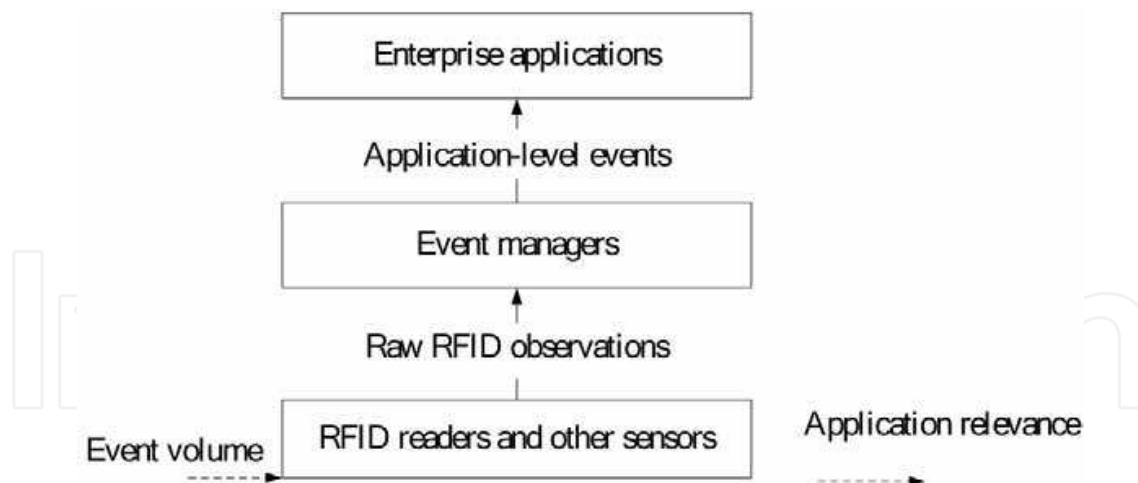 Enterprise applications
Application-level events
Event managers
Raw RFID observations
RFID readers and other sensors
Event volume
Application relevance